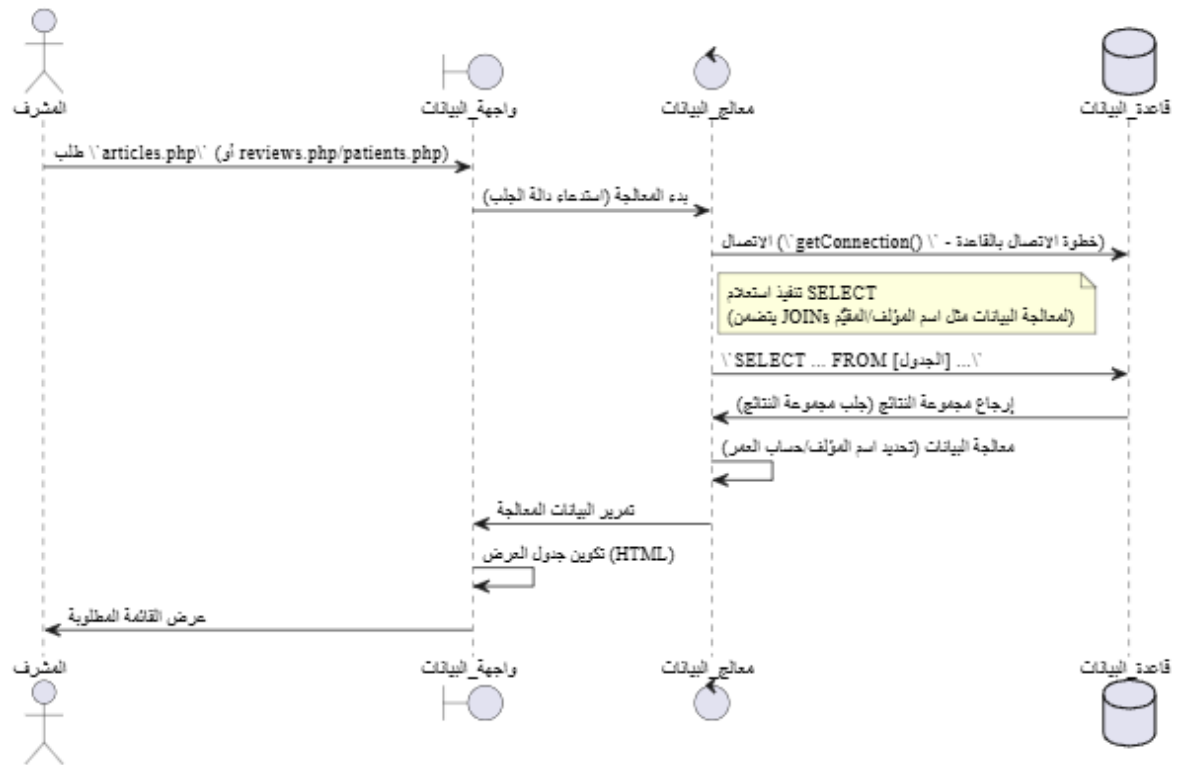 المشرف
واجهة_البيانات
معالج_البيانات
قاعدة_البيانات
طلب \`articles.php\` (أو reviews.php/patients.php)
بدء المعالجة (استدعاء دالة الجلب)
الاتصال (\`getConnection() \` - خطوة الاتصال بالقاعدة)
تنفيذ استعلام SELECT
(لمعالجة البيانات مثل اسم المؤلف/المقيِّم JOINs يتضمن)
\`SELECT ... FROM [الجدول] ...\`
إرجاع مجموعة النتائج (جلب مجموعة النتائج)
معالجة البيانات (تحديد اسم المؤلف/حساب العمر)
تمرير البيانات المعالجة
تكوين جدول العرض (HTML)
عرض القائمة المطلوبة
المشرف
واجهة_البيانات
معالج_البيانات
قاعدة_البيانات